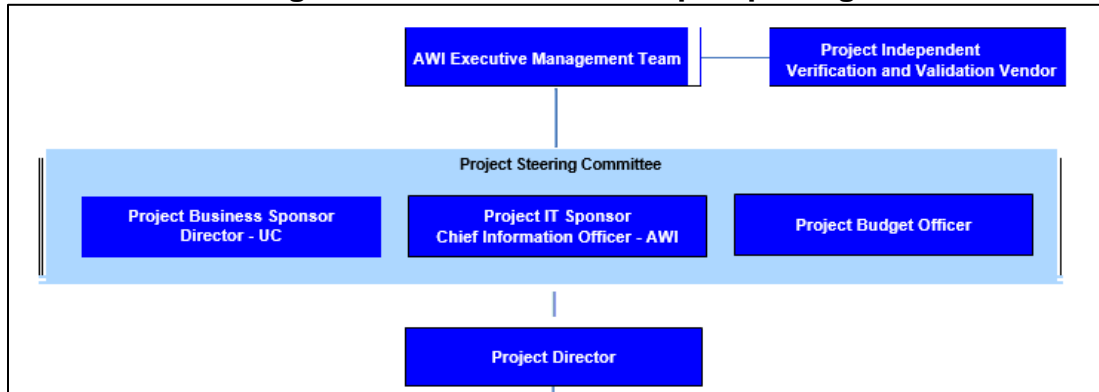 AWI Executive Management Team
Project Independent
Verification and Validation Vendor
Project Steering Committee
Project Business Sponsor
Director - UC
Project IT Sponsor
Chief Information Officer - AWI
Project Budget Officer
Project Director